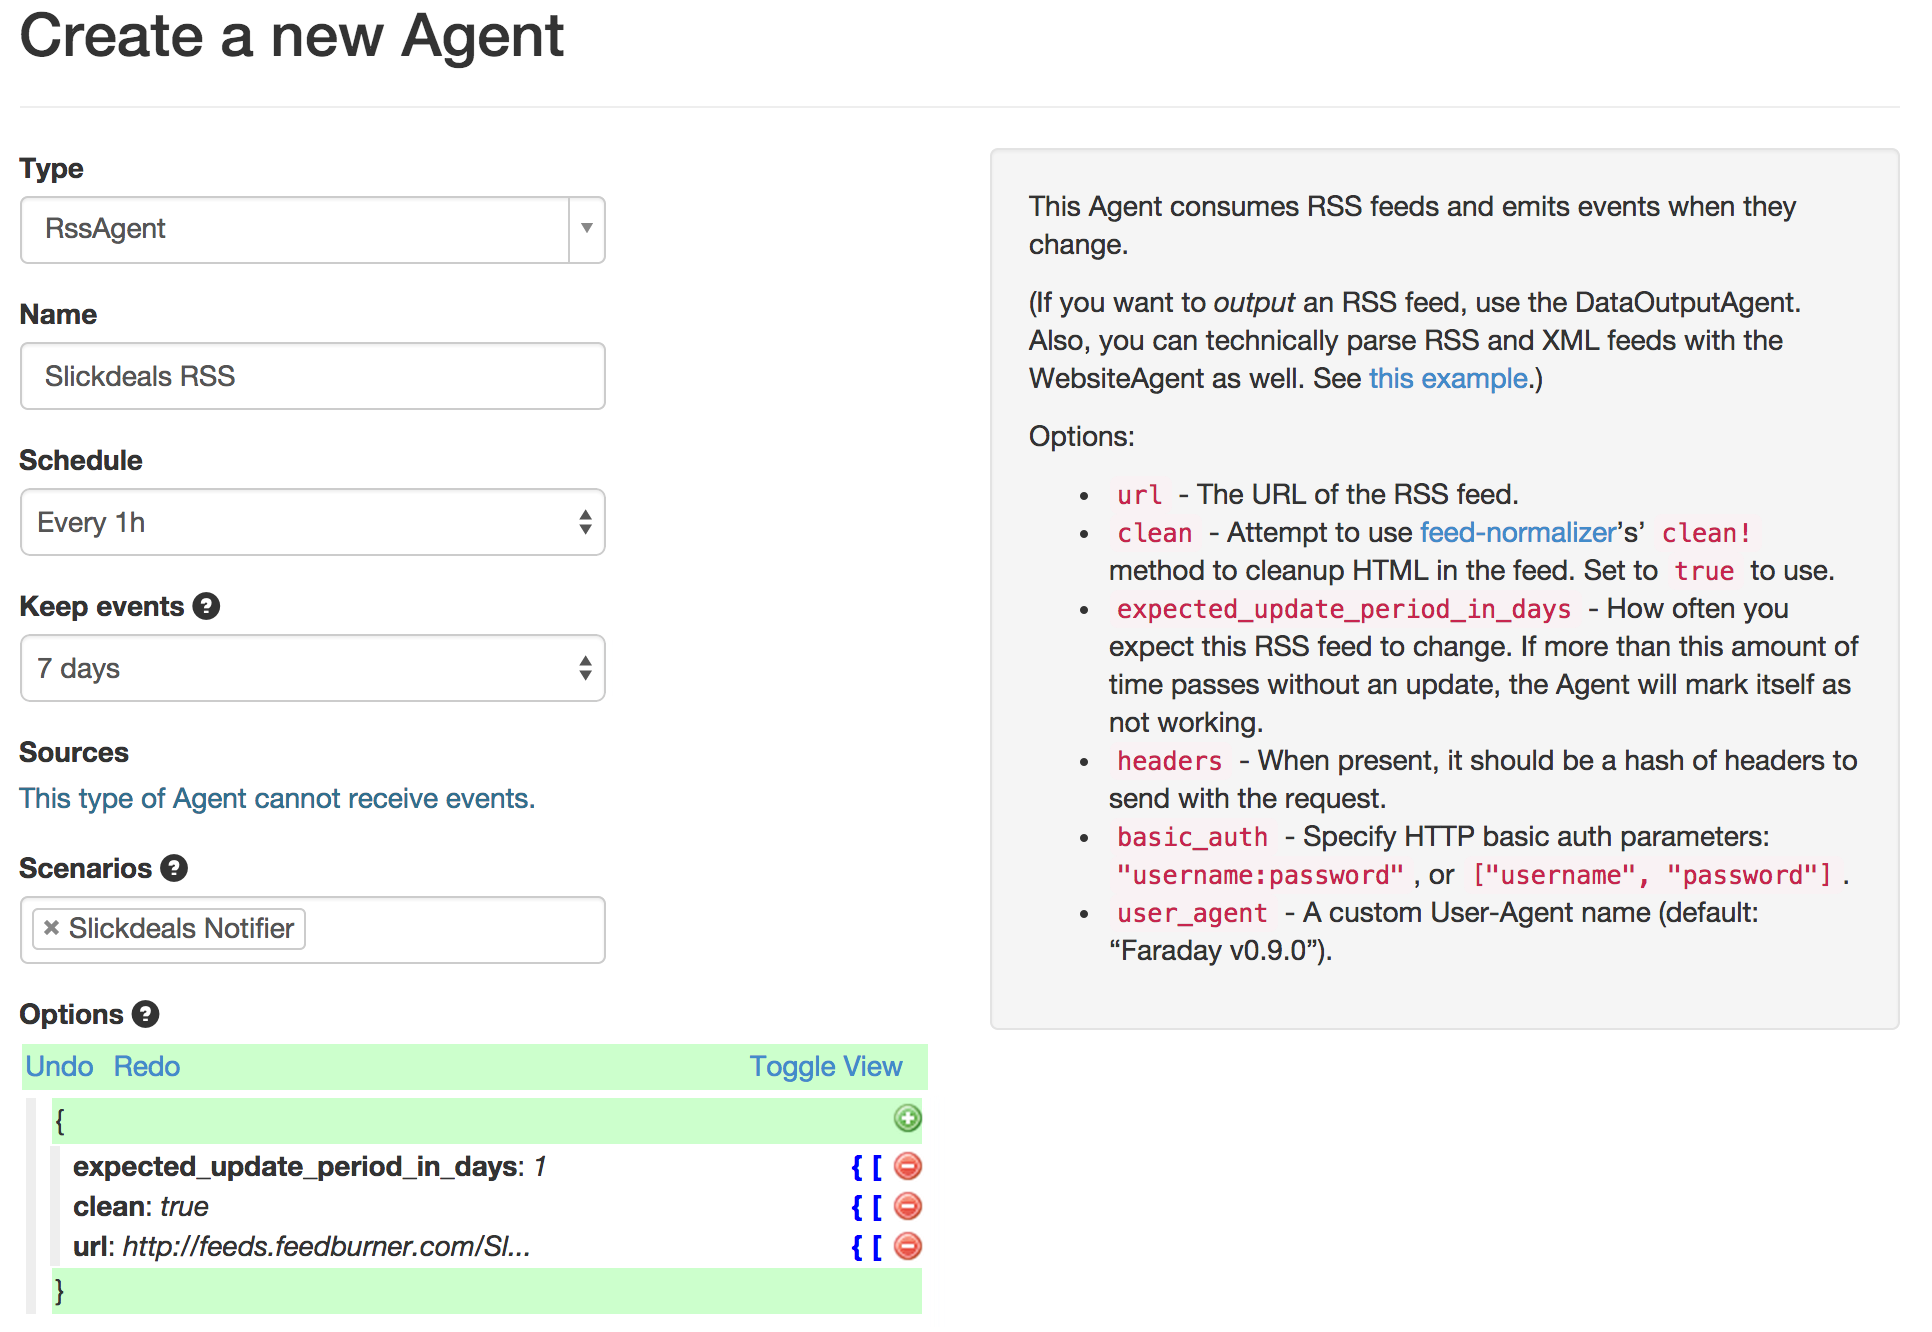 Create a new Agent
Type
RssAgent
Name
Slickdeals RSS
Schedule
Every 1h
Keep events ?
7 days
Sources
This type of Agent cannot receive events.
Scenarios ?
× Slickdeals Notifier
Options ?
Undo Redo Toggle View
{
expected_update_period_in_days: 1 { [
clean: true { [
url: http://feeds.feedburner.com/Sl... { [
}
This Agent consumes RSS feeds and emits events when they
change.
(If you want to output an RSS feed, use the DataOutputAgent.
Also, you can technically parse RSS and XML feeds with the
WebsiteAgent as well. See this example.)
Options:
• url - The URL of the RSS feed.
• clean - Attempt to use feed-normalizer’s’ clean!
method to cleanup HTML in the feed. Set to true to use.
• expected_update_period_in_days - How often you
expect this RSS feed to change. If more than this amount of
time passes without an update, the Agent will mark itself as
not working.
• headers - When present, it should be a hash of headers to
send with the request.
• basic_auth - Specify HTTP basic auth parameters:
"username:password" , or ["username", "password"] .
• user_agent - A custom User-Agent name (default:
“Faraday v0.9.0”).